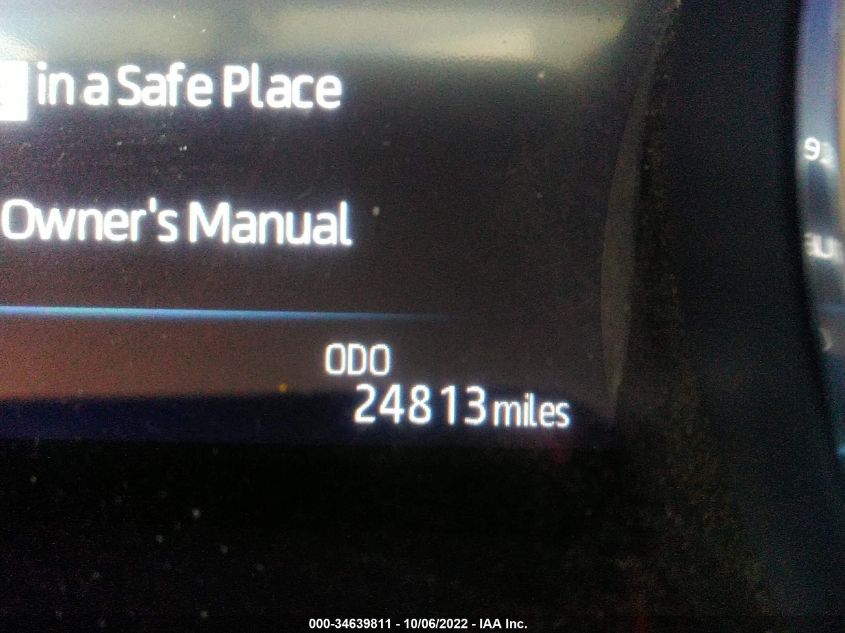 in a Safe Place
Owner's Manual
ODO
24813 miles
000-34639811 - 10/06/2022 - IAA Inc.